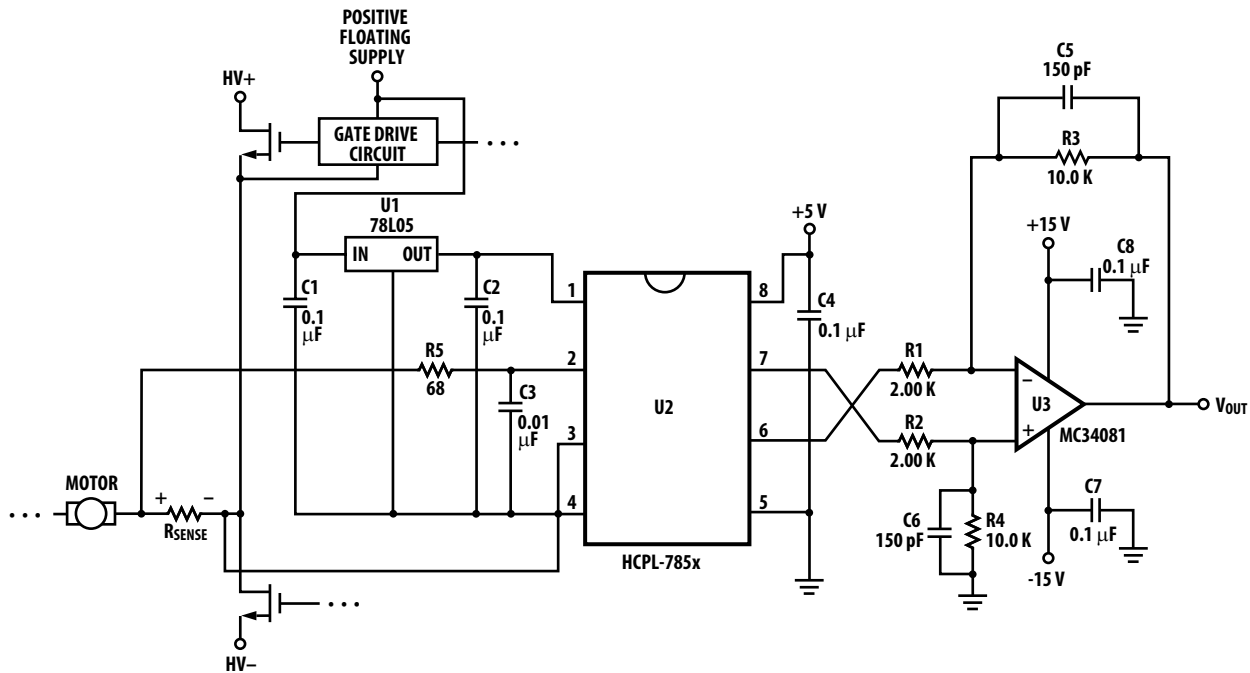 POSITIVE
FLOATING
SUPPLY
HV+
GATE DRIVE
CIRCUIT
• • •
U1
78L05
IN OUT
C1
0.1
µF
C2
0.1
µF
R5
68
C3
0.01
µF
MOTOR
• • •
+ −
RSENSE
• • •
HV−
1
2
3
4
U2
8
7
6
5
HCPL-785x
+5 V
C4
0.1 µF
R1
2.00 K
R2
2.00 K
C5
150 pF
R3
10.0 K
+15 V
C8
0.1 µF
−
U3
+
MC34081
VOUT
C6
150 pF
R4
10.0 K
C7
0.1 µF
-15 V